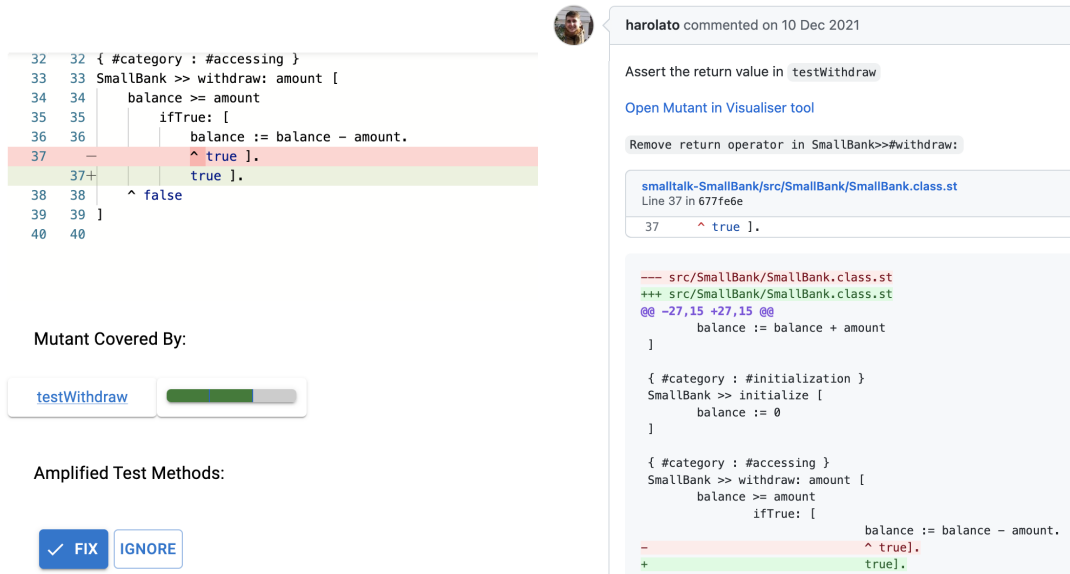 32 32 { #category : #accessing }
33 33 SmallBank >> withdraw: amount [
34 34 balance >= amount
35 35 ifTrue: [
36 36 balance := balance - amount.
37 - ^ true ].
37+ true ].
38 38 ^ false
39 39 ]
40 40
Mutant Covered By:
testWithdraw
Amplified Test Methods:
FIX IGNORE
harolato commented on 10 Dec 2021
Assert the return value in testWithdraw
Open Mutant in Visualiser tool
Remove return operator in SmallBank>>#withdraw:
smalltalk-SmallBank/src/SmallBank/SmallBank.class.st
Line 37 in 677fe6e
37 ^ true ].
--- src/SmallBank/SmallBank.class.st
+++ src/SmallBank/SmallBank.class.st
@@ -27,15 +27,15 @@
balance := balance + amount
]
{ #category : #initialization }
SmallBank >> initialize [
balance := 0
]
{ #category : #accessing }
SmallBank >> withdraw: amount [
balance >= amount
ifTrue: [
balance := balance - amount.
- ^ true].
+ true].